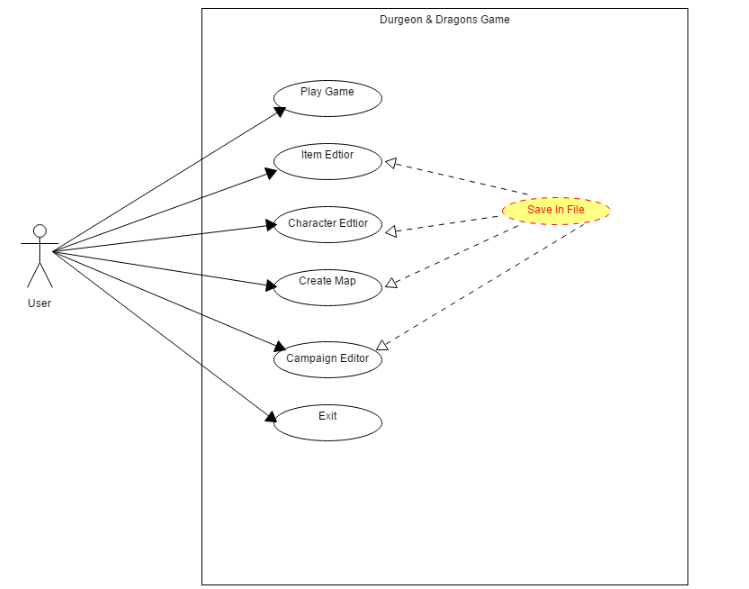 Durgeon & Dragons Game
Play Game
Item Edtior
Save In File
Character Edtior
Create Map
User
Campaign Editor
Exit